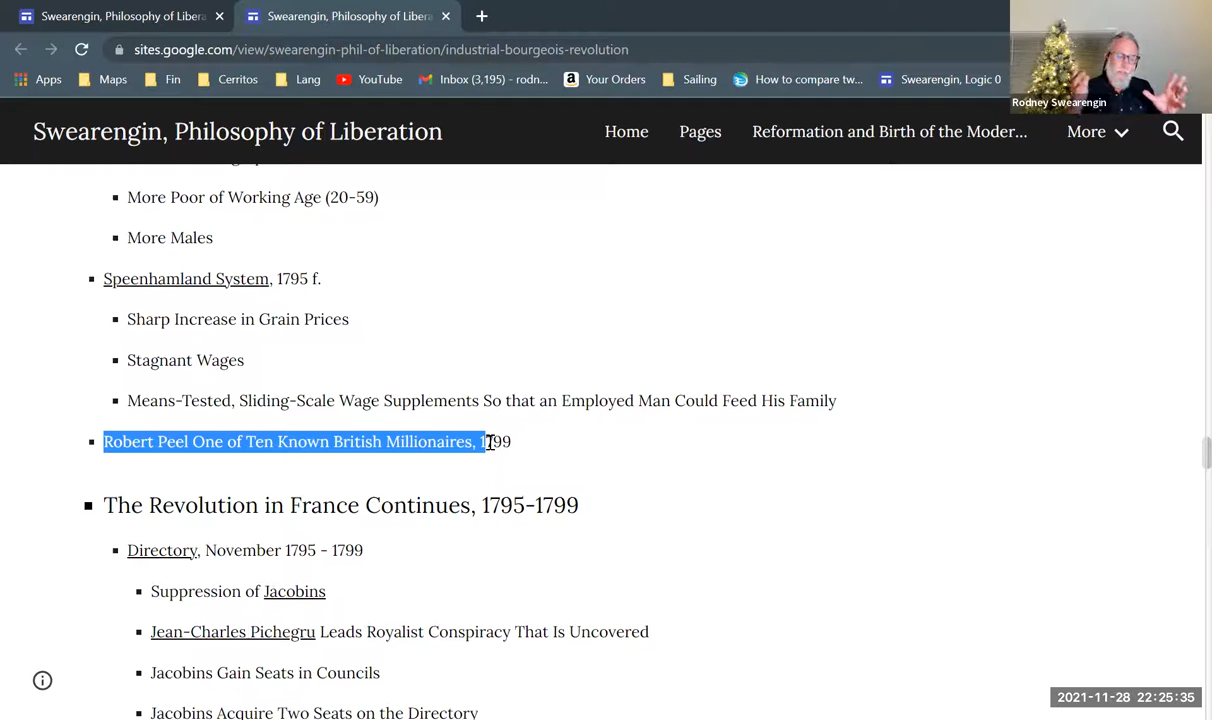 Swearengin, Philosophy of Libera
Swearengin, Philosophy of Libera
sites.google.com/view/swearengin-phil-of-liberation/industrial-bourgeois-revolution
Apps Maps Fin Cerritos Lang YouTube Inbox (3,195) - rodn... Your Orders Sailing How to compare tw... Swearengin, Logic 0
Rodney Swearengin
Swearengin, Philosophy of Liberation
Home Pages Reformation and Birth of the Moder... More
More Poor of Working Age (20-59)
More Males
Speenhamland System, 1795 f.
Sharp Increase in Grain Prices
Stagnant Wages
Means-Tested, Sliding-Scale Wage Supplements So that an Employed Man Could Feed His Family
Robert Peel One of Ten Known British Millionaires, 1799
The Revolution in France Continues, 1795-1799
Directory, November 1795 - 1799
Suppression of Jacobins
Jean-Charles Pichegru Leads Royalist Conspiracy That Is Uncovered
Jacobins Gain Seats in Councils
Jacobins Acquire Two Seats on the Directory
2021-11-28 22:25:35